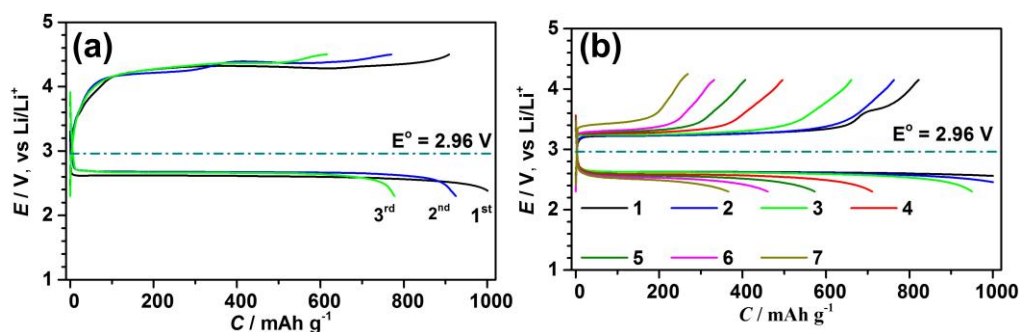 (a)
E / V, vs Li/Li⁺
5
4
3
2
1
E° = 2.96 V
3ʳᵈ 2ⁿᵈ 1ˢᵗ
0 200 400 600 800 1000
C / mAh g⁻¹
(b)
E / V, vs Li/Li⁺
5
4
3
2
1
E° = 2.96 V
1 2 3 4
5 6 7
0 200 400 600 800 1000
C / mAh g⁻¹